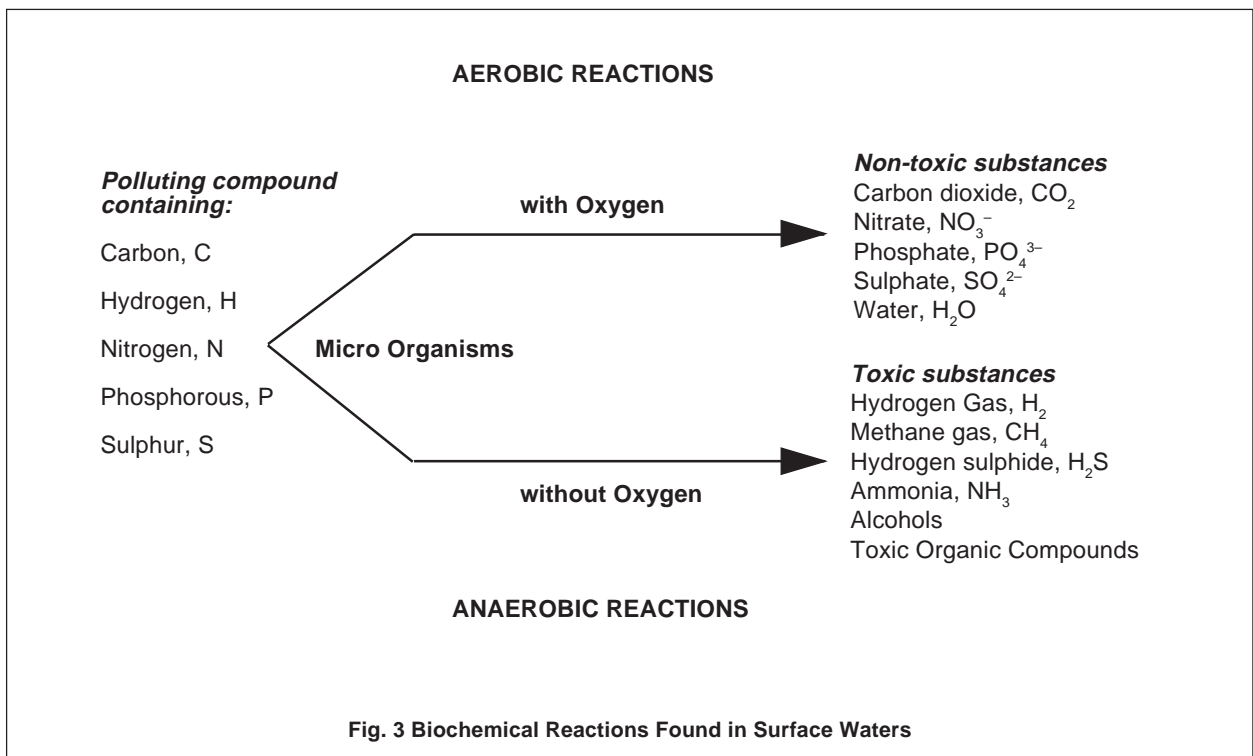 AEROBIC REACTIONS
Polluting compound
containing:
Carbon, C
Hydrogen, H
Nitrogen, N
Phosphorous, P
Sulphur, S
Micro Organisms
with Oxygen
Non-toxic substances
Carbon dioxide, CO₂
Nitrate, NO₃⁻
Phosphate, PO₄³⁻
Sulphate, SO₄²⁻
Water, H₂O
without Oxygen
Toxic substances
Hydrogen Gas, H₂
Methane gas, CH₄
Hydrogen sulphide, H₂S
Ammonia, NH₃
Alcohols
Toxic Organic Compounds
ANAEROBIC REACTIONS
Fig. 3 Biochemical Reactions Found in Surface Waters